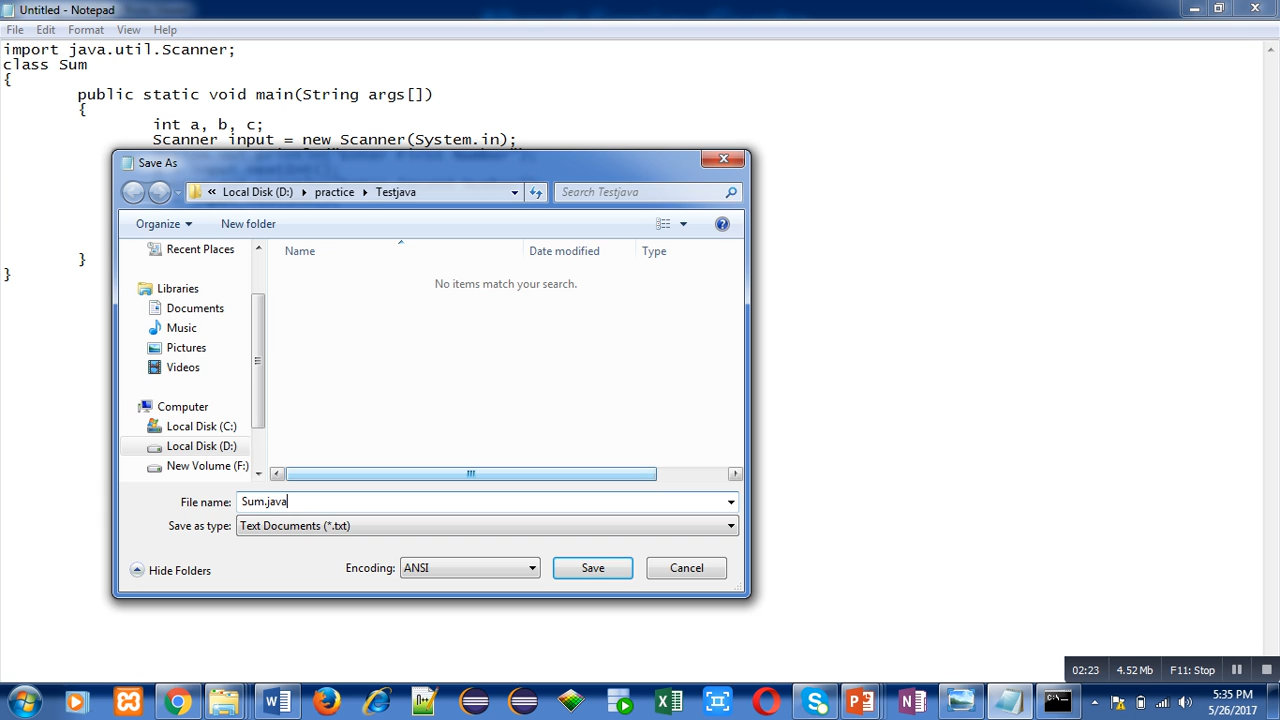 Untitled - Notepad
File Edit Format View Help
import java.util.Scanner;
class Sum
{
public static void main(String args[])
{
int a, b, c;
Scanner input = new Scanner(System.in);
}
}
Save As
« Local Disk (D:) practice Testjava
Search Testjava
Organize New folder
Recent Places
Libraries
Documents
Music
Pictures
Videos
Computer
Local Disk (C:)
Local Disk (D:)
New Volume (F:)
Name Date modified Type
No items match your search.
File name: Sum.java
Save as type: Text Documents (*.txt)
Hide Folders
Encoding: ANSI
Save
Cancel
02:23 4.52 Mb F11: Stop
5:35 PM
5/26/2017